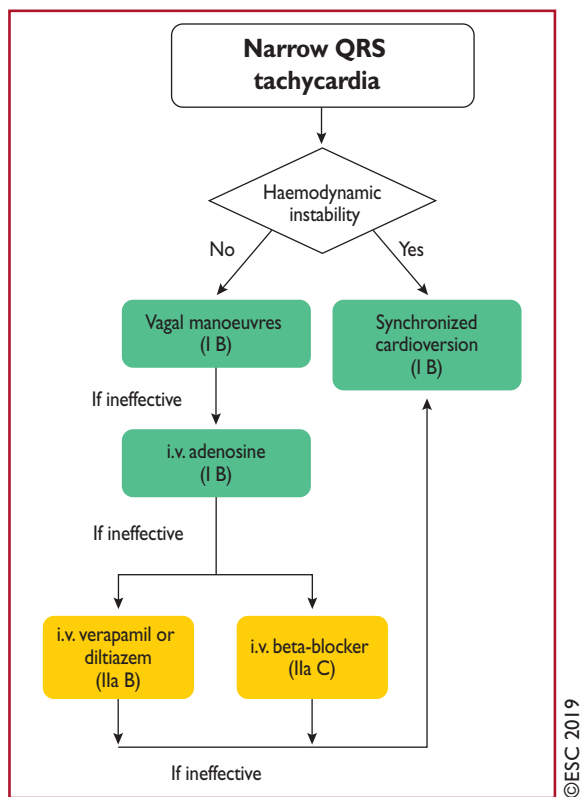 Narrow QRS
tachycardia
Haemodynamic
instability
No
Yes
Vagal manoeuvres
(I B)
Synchronized
cardioversion
(I B)
If ineffective
i.v. adenosine
(I B)
If ineffective
i.v. verapamil or
diltiazem
(IIa B)
i.v. beta-blocker
(IIa C)
If ineffective
©ESC 2019